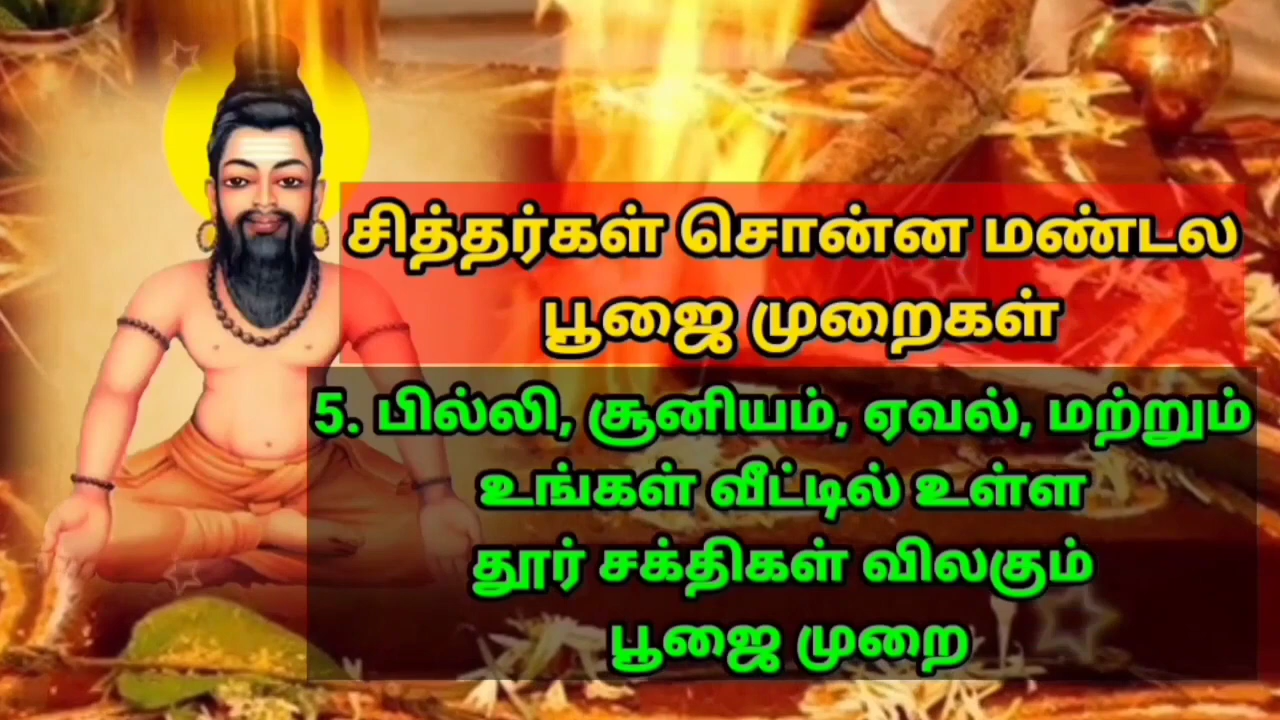 சித்தர்கள் சொன்ன மண்டல
பூஜை முறைகள்
5. பில்லி, சூனியம், ஏவல், மற்றும்
உங்கள் வீட்டில் உள்ள
தூர் சக்திகள் விலகும்
பூஜை முறை